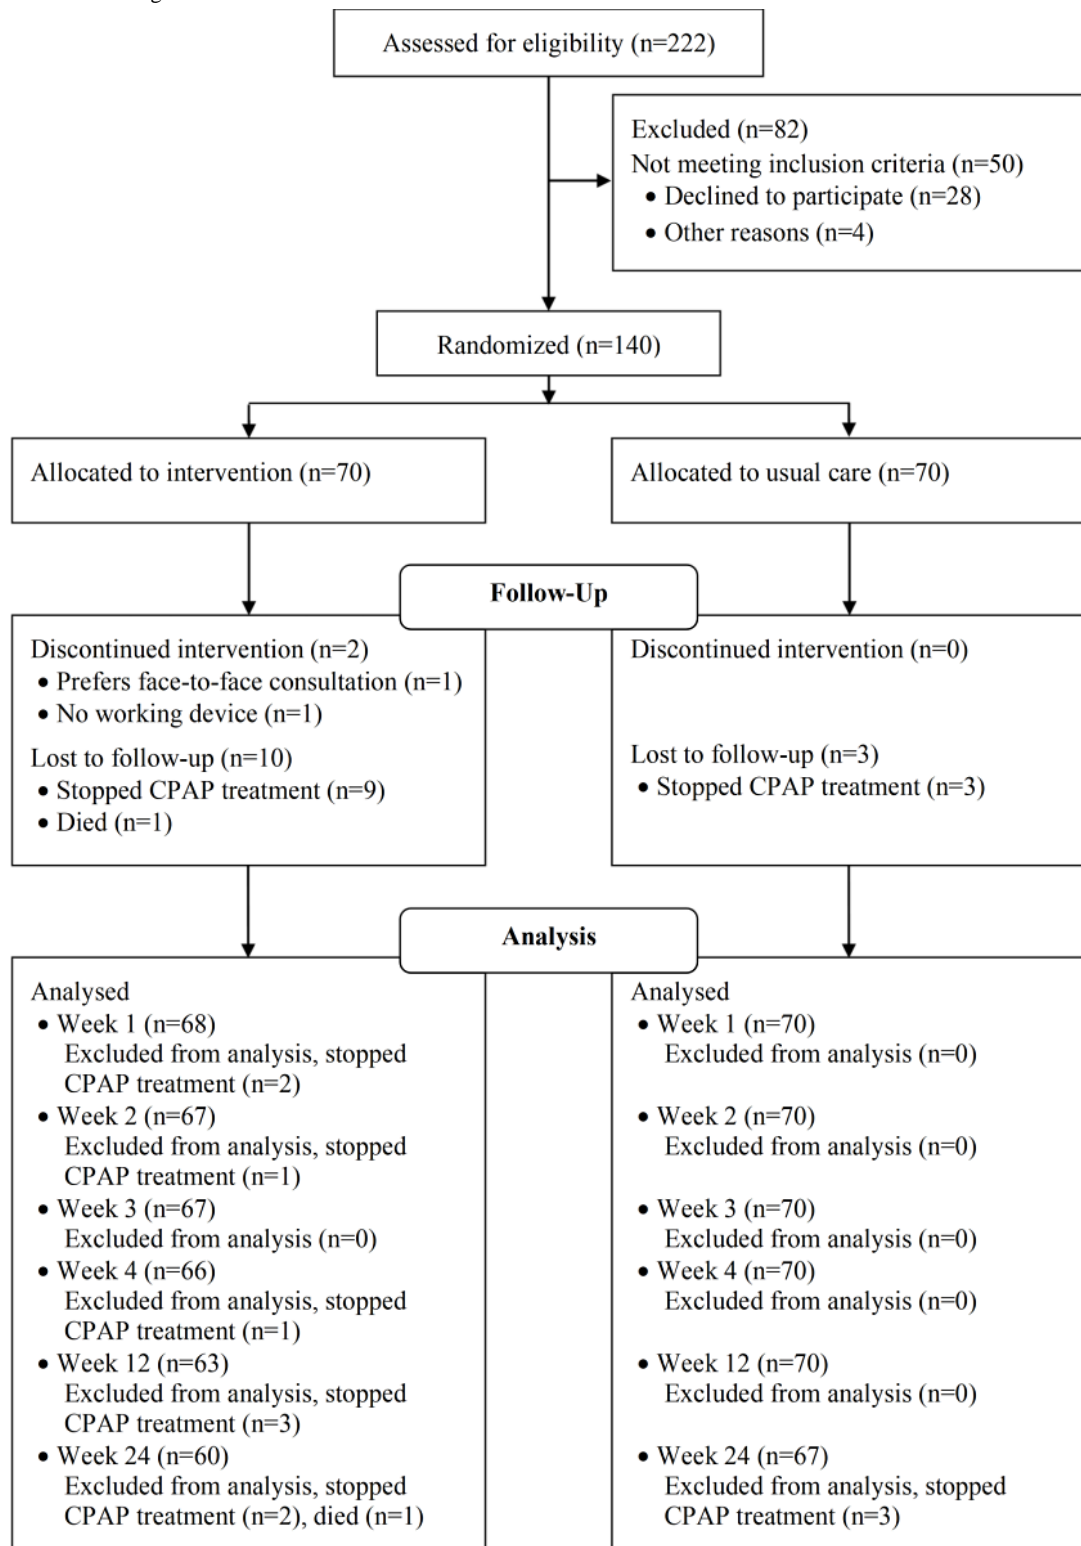 Assessed for eligibility (n=222)
Excluded (n=82)
Not meeting inclusion criteria (n=50)
• Declined to participate (n=28)
• Other reasons (n=4)
Randomized (n=140)
Allocated to intervention (n=70)
Allocated to usual care (n=70)
Follow-Up
Discontinued intervention (n=2)
• Prefers face-to-face consultation (n=1)
• No working device (n=1)
Lost to follow-up (n=10)
• Stopped CPAP treatment (n=9)
• Died (n=1)
Discontinued intervention (n=0)
Lost to follow-up (n=3)
• Stopped CPAP treatment (n=3)
Analysis
Analysed
• Week 1 (n=68)
Excluded from analysis, stopped
CPAP treatment (n=2)
• Week 2 (n=67)
Excluded from analysis, stopped
CPAP treatment (n=1)
• Week 3 (n=67)
Excluded from analysis (n=0)
• Week 4 (n=66)
Excluded from analysis, stopped
CPAP treatment (n=1)
• Week 12 (n=63)
Excluded from analysis, stopped
CPAP treatment (n=3)
• Week 24 (n=60)
Excluded from analysis, stopped
CPAP treatment (n=2), died (n=1)
Analysed
• Week 1 (n=70)
Excluded from analysis (n=0)
• Week 2 (n=70)
Excluded from analysis (n=0)
• Week 3 (n=70)
Excluded from analysis (n=0)
• Week 4 (n=70)
Excluded from analysis (n=0)
• Week 12 (n=70)
Excluded from analysis (n=0)
• Week 24 (n=67)
Excluded from analysis, stopped
CPAP treatment (n=3)